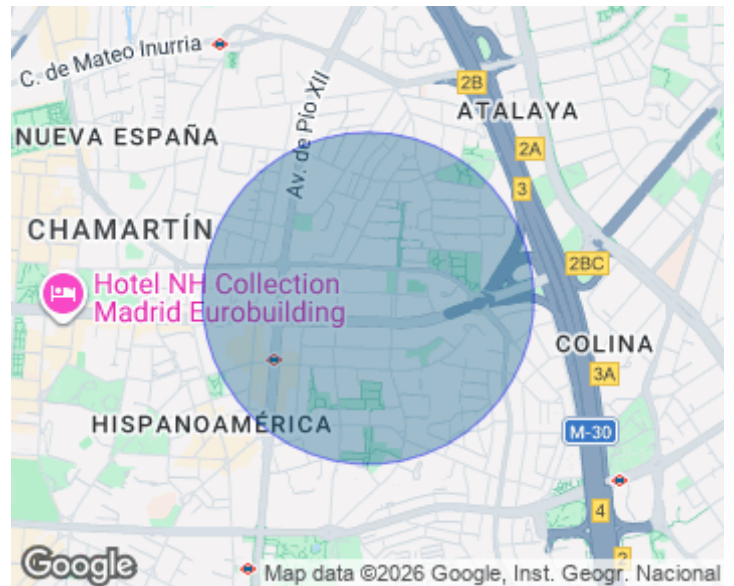 C. de Mateo Inurria
Av. de Pío XII
2B
ATALAYA
NUEVA ESPAÑA
2A
3
CHAMARTÍN
2BC
Hotel NH Collection
Madrid Eurobuilding
COLINA
3A
HISPANOAMÉRICA
M-30
4
Google
Map data ©2026 Google, Inst. Geogr. Nacional